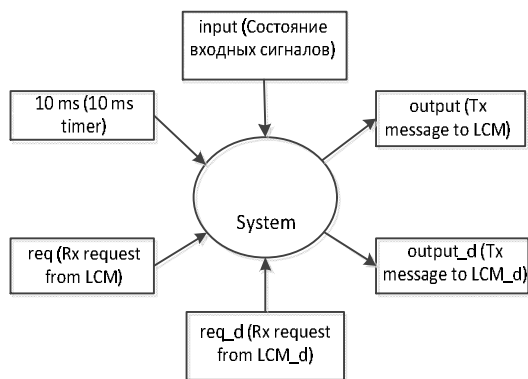 input (Состояние
входных сигналов)
10 ms (10 ms
timer)
output (Tx
message to LCM)
System
req (Rx request
from LCM)
output_d (Tx
message to LCM_d)
req_d (Rx request
from LCM_d)